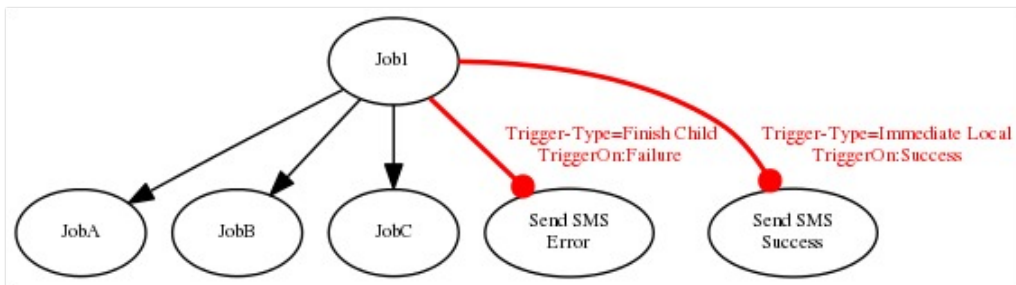 Job1
Trigger-Type=Finish Child
TriggerOn:Failure
Trigger-Type=Immediate Local
TriggerOn:Success
JobA
JobB
JobC
Send SMS
Error
Send SMS
Success